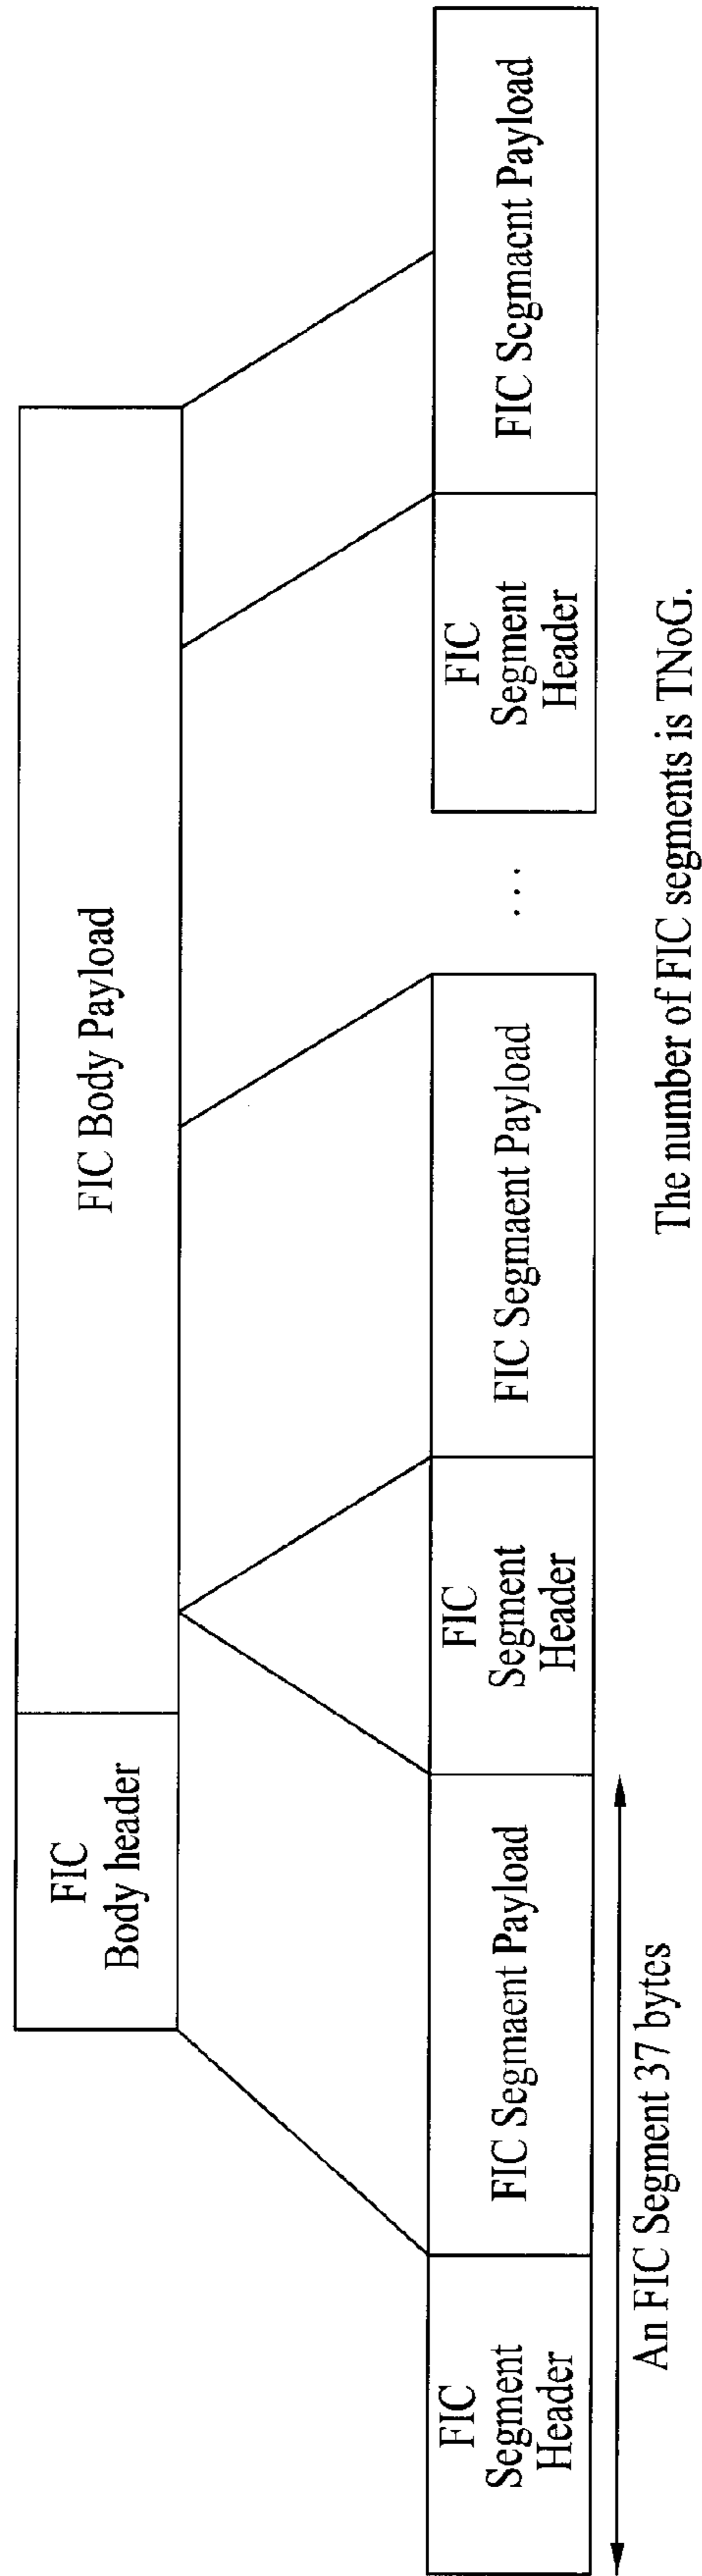 FIC
Body header
FIC Body Payload
FIC
Segment
Header
FIC Segmaent Payload
FIC
Segment
Header
FIC Segmaent Payload
...
FIC
Segment
Header
FIC Segmacnt Payload
An FIC Segment 37 bytes
The number of FIC segments is TNoG.